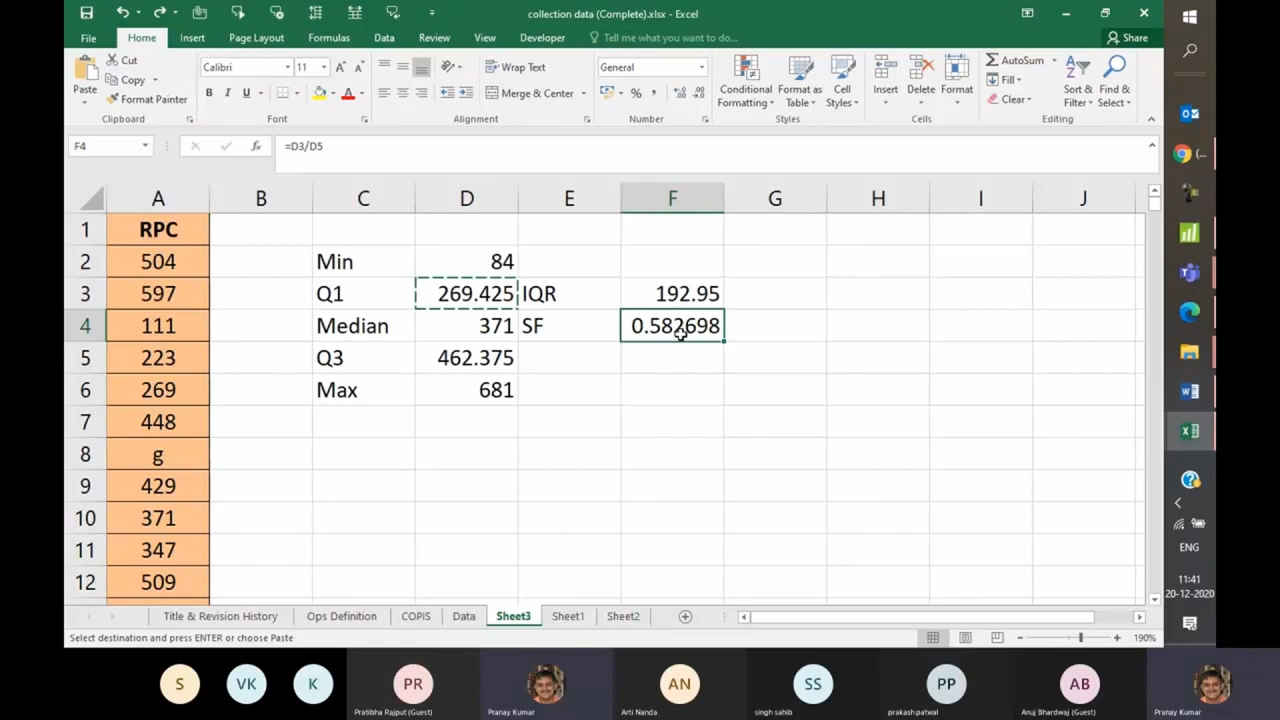 collection data (Complete).xlsx - Excel
File Home Insert Page Layout Formulas Data Review View Developer Tell me what you want to do... Share
Paste
Cut
Copy
Format Painter
Clipboard
Calibri 11
B I U
Font
Wrap Text
Merge & Center
Alignment
General
Number
Conditional Formatting
Format as Table
Cell Styles
Styles
Insert Delete Format
Cells
AutoSum
Fill
Clear
Sort & Filter
Find & Select
Editing
F4 fx =D3/D5
A B C D E F G H I J
1 RPC
2 504 Min 84
3 597 Q1 269.425 IQR 192.95
4 111 Median 371 SF 0.582698
5 223 Q3 462.375
6 269 Max 681
7 448
8 g
9 429
10 371
11 347
12 509
Title & Revision History Ops Definition COPIS Data Sheet3 Sheet1 Sheet2
Select destination and press ENTER or choose Paste 190%
ENG
11:41
20-12-2020
S VK K PR AN SS PP AB
Pratibha Rajput (Guest) Pranay Kumar Arti Nanda singh sahib prakash patwal Anuj Bhardwaj (Guest) Pranay Kumar